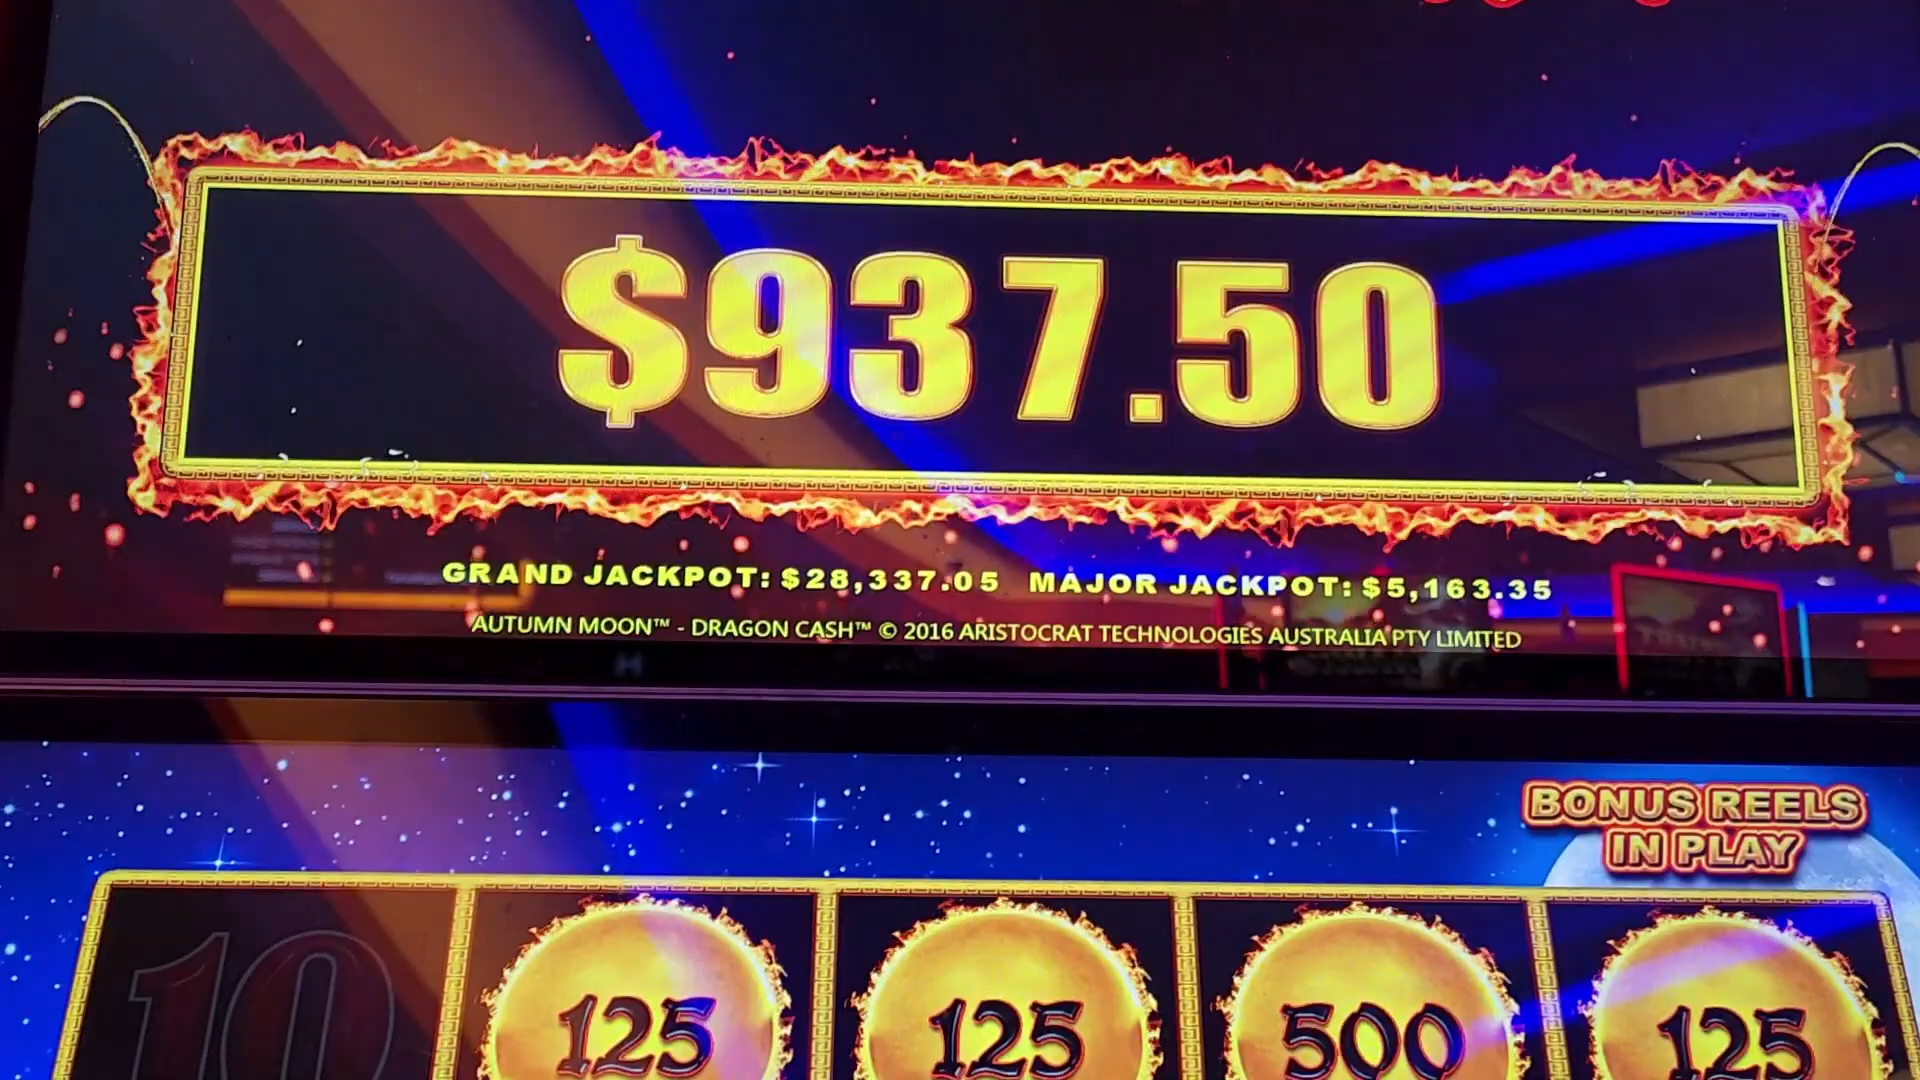 $937.50
GRAND JACKPOT: $28,337.05 MAJOR JACKPOT: $5,163.35
AUTUMN MOON™ - DRAGON CASH™ © 2016 ARISTOCRAT TECHNOLOGIES AUSTRALIA PTY LIMITED
BONUS REELS
IN PLAY
10 125 125 500 125